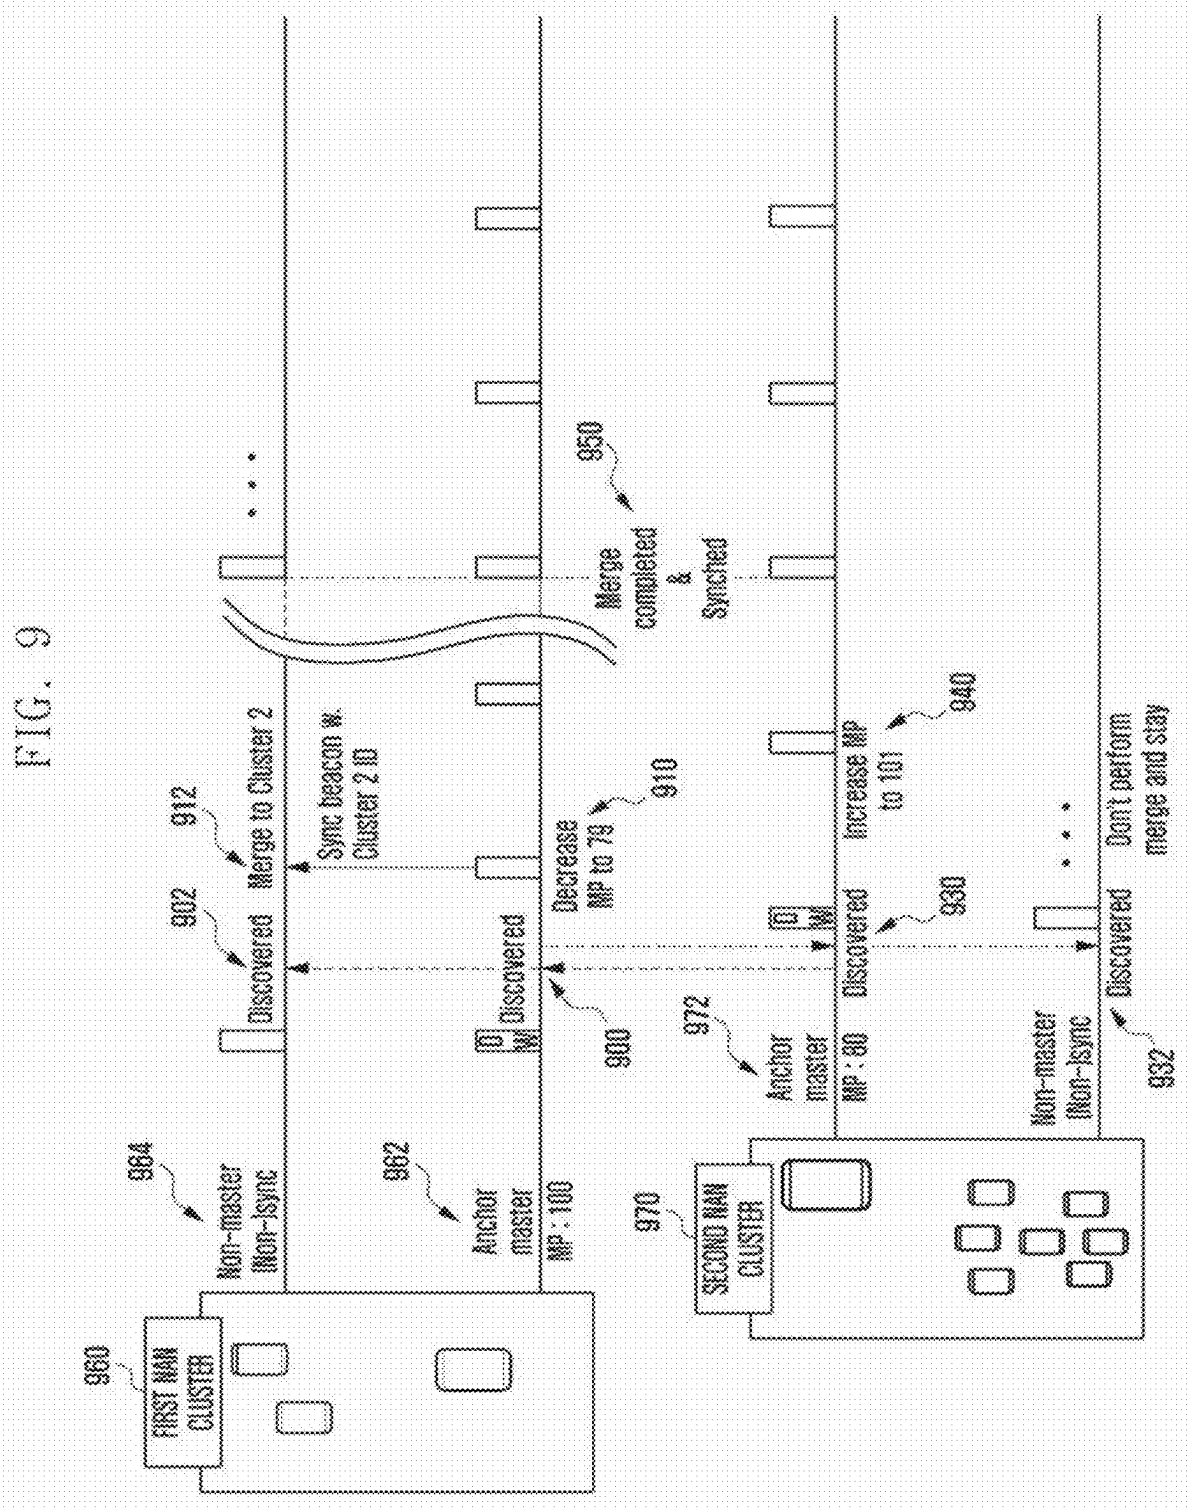 FIG. 9
960
FIRST NAN
CLUSTER
964
Non-master
/Non-sync
902
Discovered
912
Merge to Cluster 2
Sync beacon w.
Cluster 2 ID
962
Anchor
master
MP : 100
D
W
Discovered
900
Decrease
MP to 79
910
Merge
completed
&
Synched
950
970
SECOND NAN
CLUSTER
972
Anchor
master
MP : 80
D
W
Discovered
930
Increase MP
to 101
940
Non-master
/Non-sync
Discovered
932
Don't perform
merge and stay